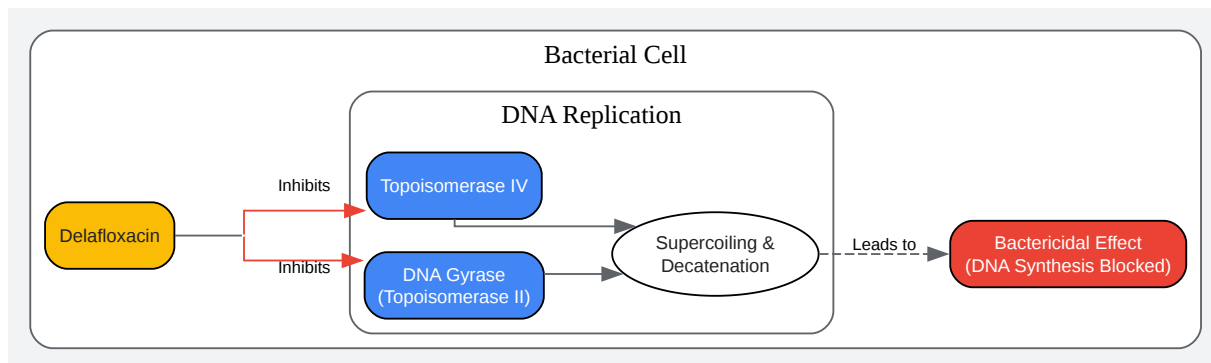 Bacterial Cell
DNA Replication
Inhibits
Topoisomerase IV
Delafloxacin
Inhibits
DNA Gyrase
(Topoisomerase II)
Supercoiling &
Decatenation
Leads to
Bactericidal Effect
(DNA Synthesis Blocked)